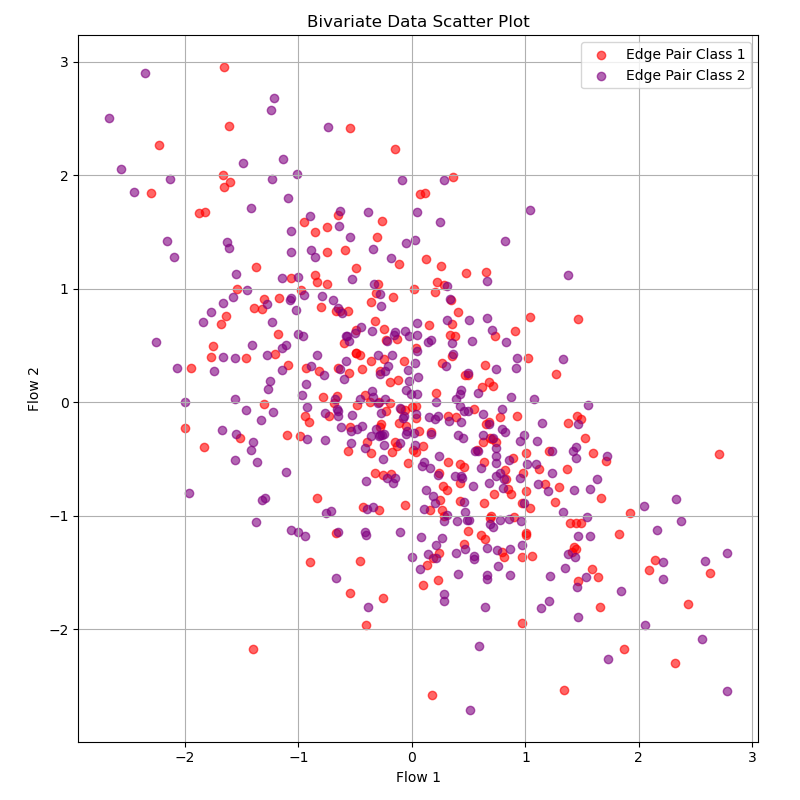 Bivariate Data Scatter Plot
Edge Pair Class 1
Edge Pair Class 2
3
2
1
0
−1
−2
Flow 2
−2
−1
0
1
2
3
Flow 1